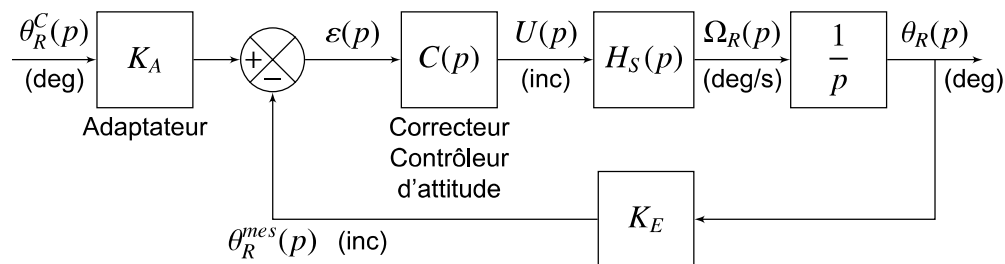 θ_R^C(p)
(deg)
K_A
Adaptateur
+
−
ε(p)
C(p)
Correcteur
Contrôleur
d'attitude
U(p)
(inc)
H_S(p)
Ω_R(p)
(deg/s)
1
p
θ_R(p)
(deg)
K_E
θ_R^{mes}(p) (inc)